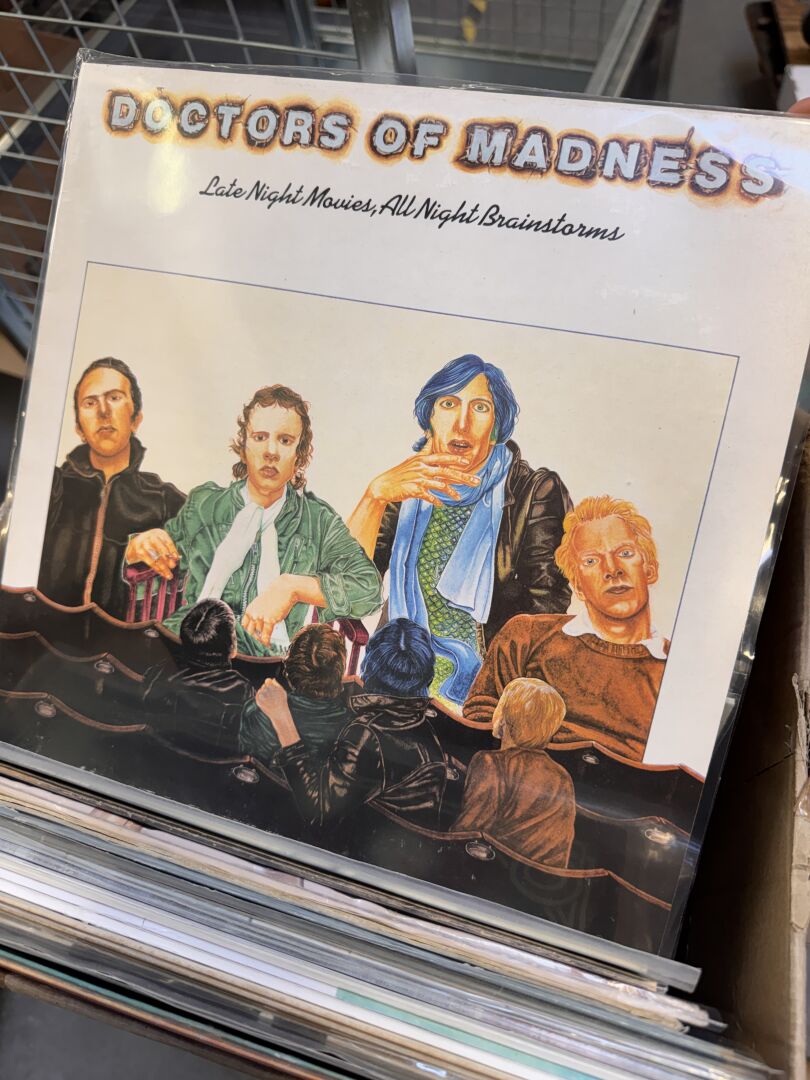 DOCTORS OF MADNESS
Late Night Movies, All Night Brainstorms